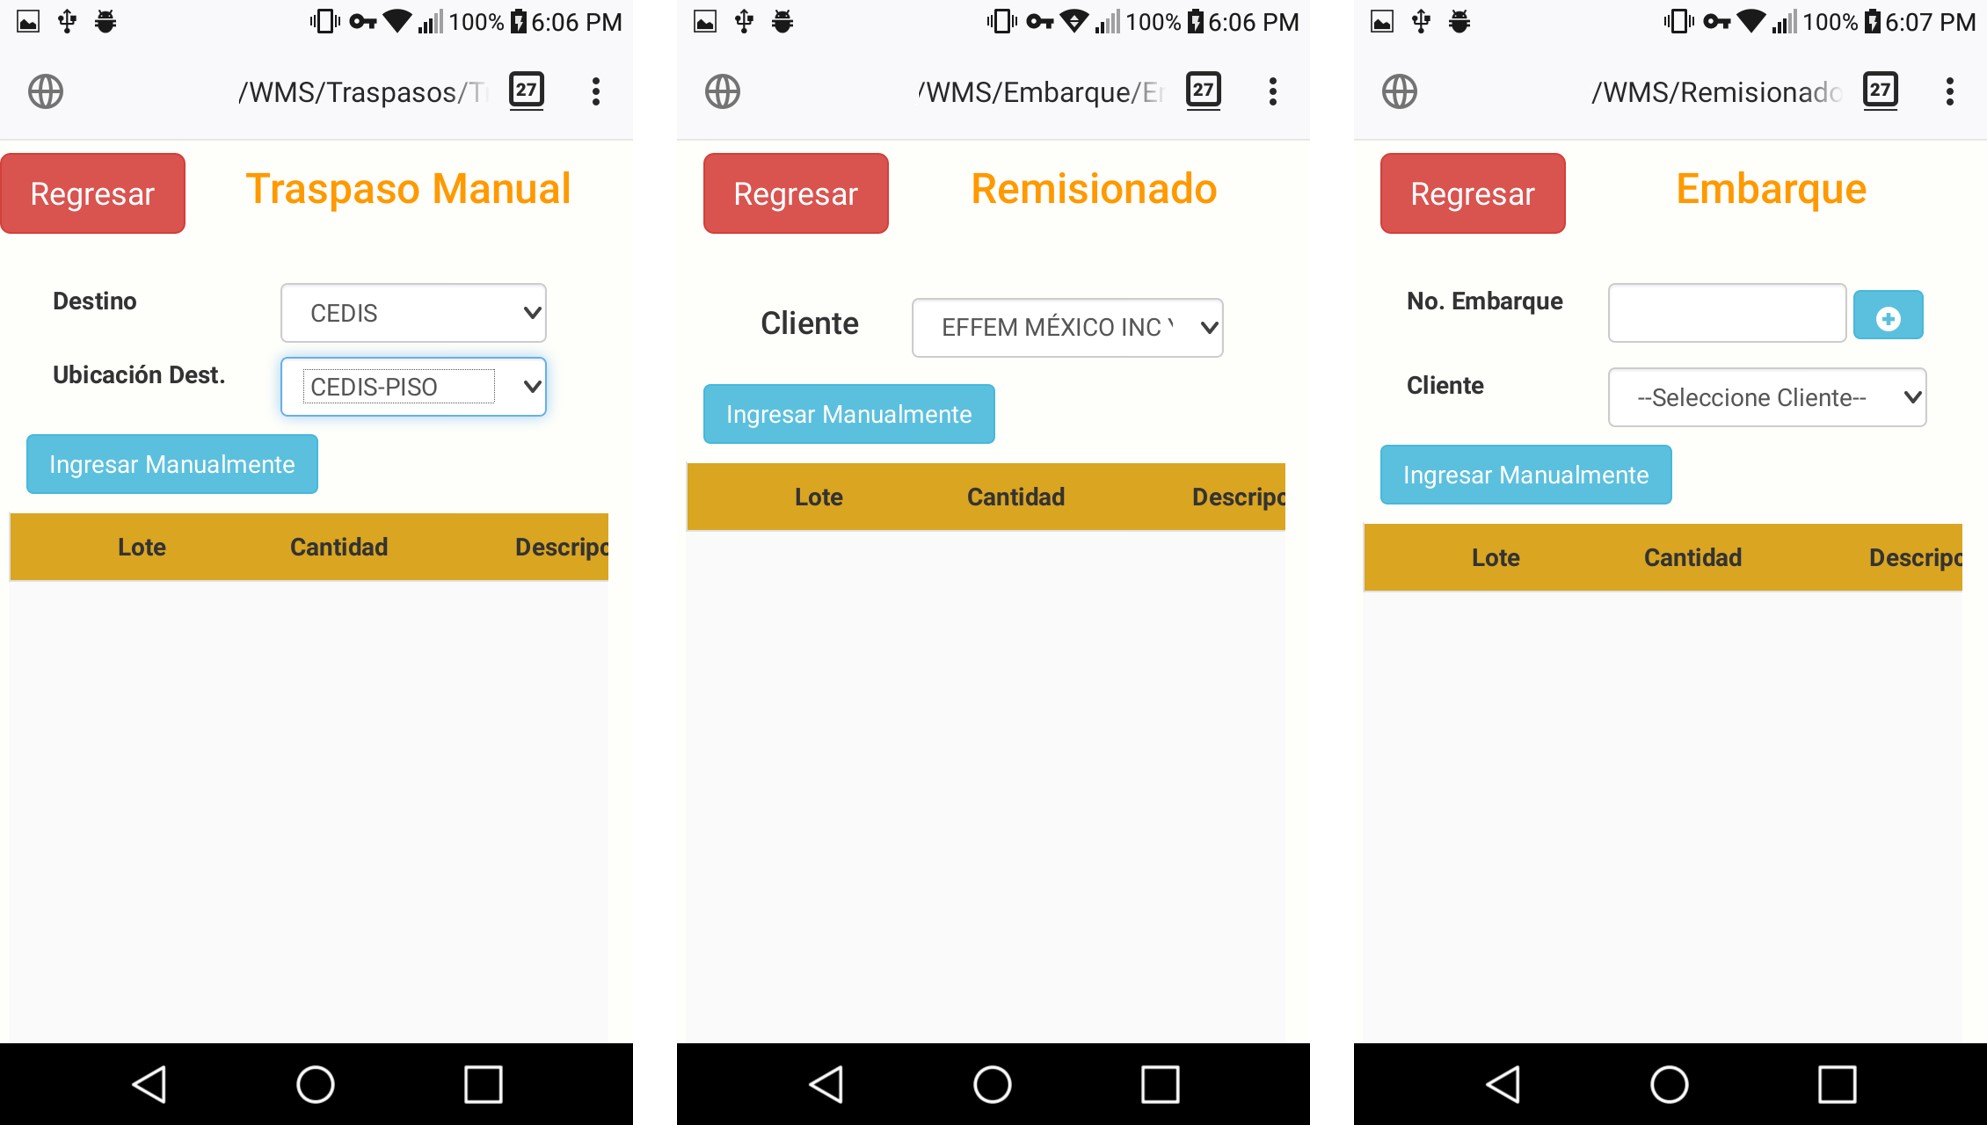 100% 6:06 PM
/WMS/Traspasos/T
27
Regresar
Traspaso Manual
Destino
CEDIS
Ubicación Dest.
CEDIS-PISO
Ingresar Manualmente
Lote Cantidad Descripc
100% 6:06 PM
/WMS/Embarque/E
27
Regresar
Remisionado
Cliente
EFFEM MÉXICO INC Y
Ingresar Manualmente
Lote Cantidad Descripc
100% 6:07 PM
/WMS/Remisionado
27
Regresar
Embarque
No. Embarque
Cliente
--Seleccione Cliente--
Ingresar Manualmente
Lote Cantidad Descripc